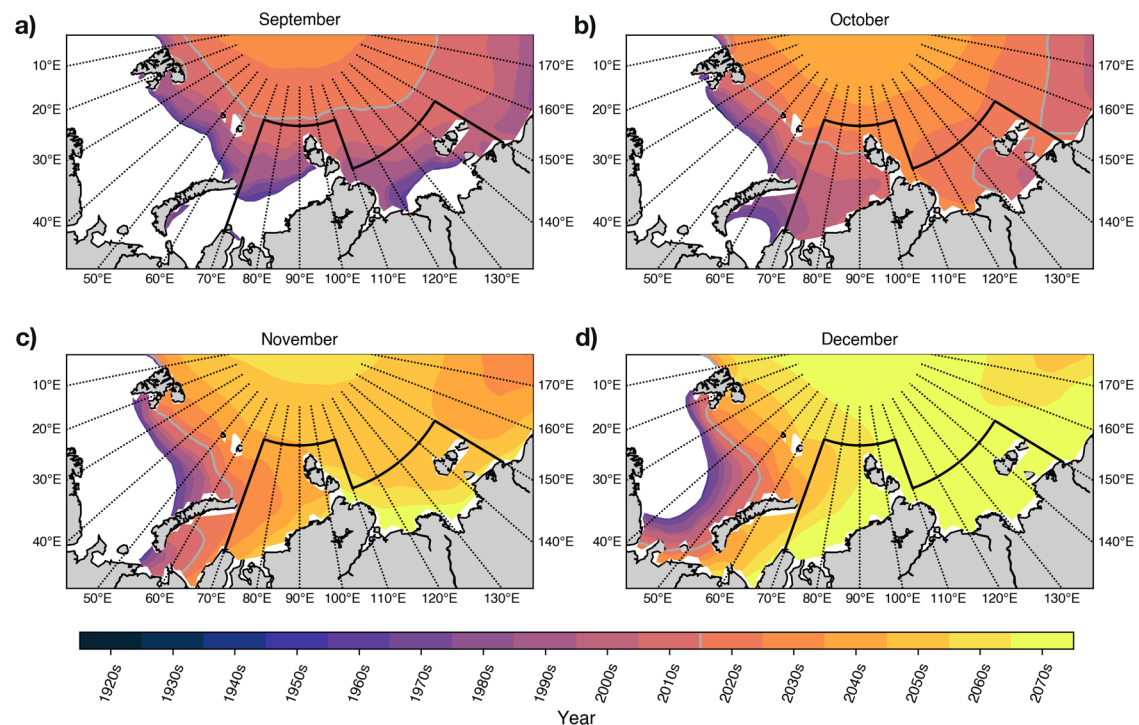 a) September
b) October
10°E
20°E
30°E
40°E
170°E
160°E
150°E
140°E
10°E
20°E
30°E
40°E
170°E
160°E
150°E
140°E
50°E 60°E 70°E 80°E 90°E 100°E 110°E 120°E 130°E
50°E 60°E 70°E 80°E 90°E 100°E 110°E 120°E 130°E
c) November
d) December
10°E
20°E
30°E
40°E
170°E
160°E
150°E
140°E
10°E
20°E
30°E
40°E
170°E
160°E
150°E
140°E
50°E 60°E 70°E 80°E 90°E 100°E 110°E 120°E 130°E
50°E 60°E 70°E 80°E 90°E 100°E 110°E 120°E 130°E
1920s 1930s 1940s 1950s 1960s 1970s 1980s 1990s 2000s 2010s 2020s 2030s 2040s 2050s 2060s 2070s
Year